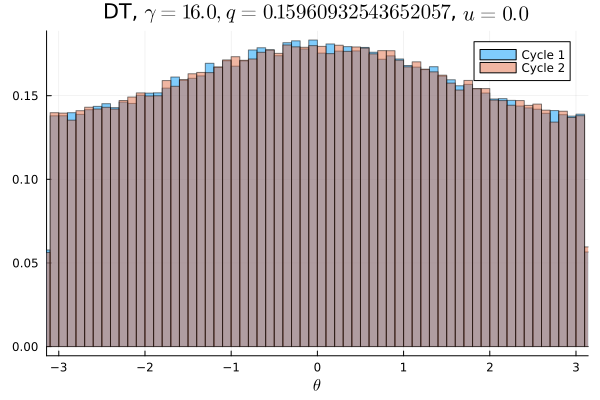 DT, γ = 16.0, q = 0.15960932543652057, u = 0.0
Cycle 1
Cycle 2
0.15
0.10
0.05
0.00
−3 −2 −1 0 1 2 3
θ